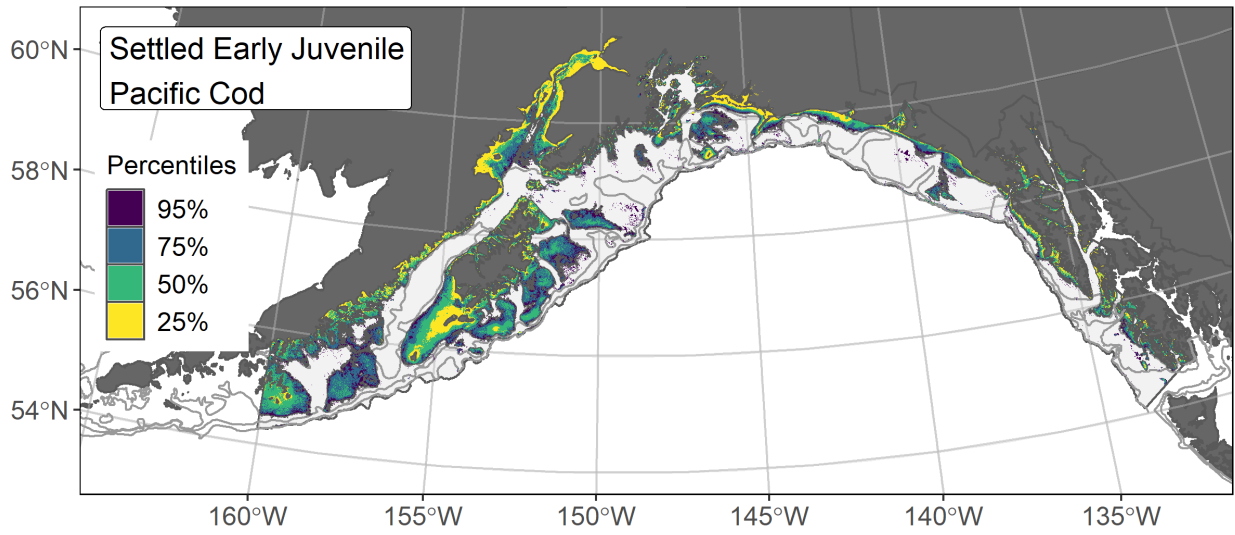 Settled Early Juvenile
Pacific Cod
Percentiles
95%
75%
50%
25%
60°N
58°N
56°N
54°N
160°W
155°W
150°W
145°W
140°W
135°W